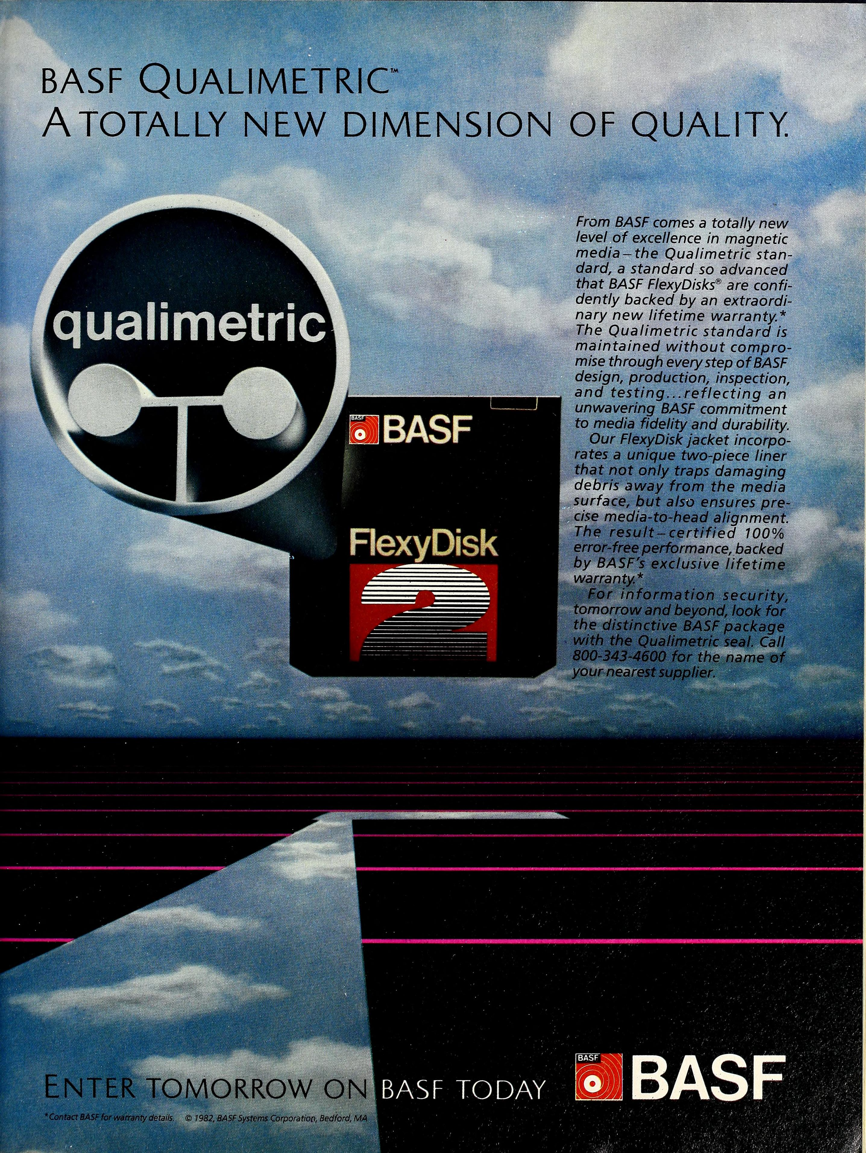 BASF QUALIMETRIC™
A TOTALLY NEW DIMENSION OF QUALITY.
qualimetric
BASF
BASF
FlexyDisk
2
From BASF comes a totally new
level of excellence in magnetic
media – the Qualimetric stan-
dard, a standard so advanced
that BASF FlexyDisks® are confi-
dently backed by an extraordi-
nary new lifetime warranty.*
The Qualimetric standard is
maintained without compro-
mise through every step of BASF
design, production, inspection,
and testing...reflecting an
unwavering BASF commitment
to media fidelity and durability.
Our FlexyDisk jacket incorpo-
rates a unique two-piece liner
that not only traps damaging
debris away from the media
surface, but also ensures pre-
cise media-to-head alignment.
The result – certified 100%
error-free performance, backed
by BASF's exclusive lifetime
warranty.*
For information security,
tomorrow and beyond, look for
the distinctive BASF package
with the Qualimetric seal. Call
800-343-4600 for the name of
your nearest supplier.
ENTER TOMORROW ON BASF TODAY
BASF
BASF
*Contact BASF for warranty details. © 1982, BASF Systems Corporation, Bedford, MA